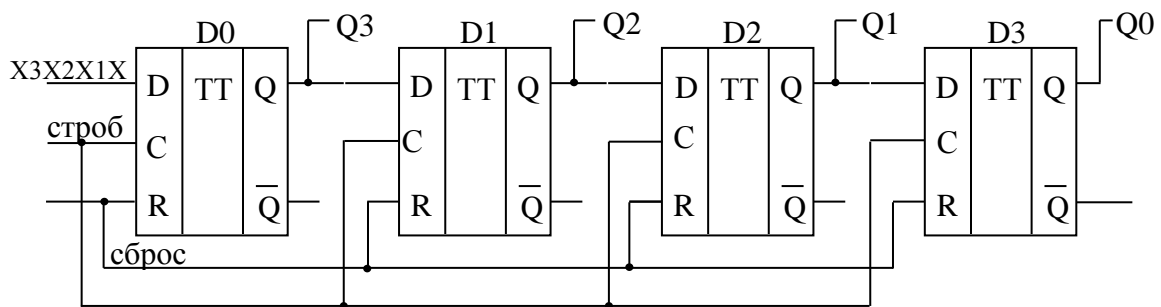 D0 Q3 D1 Q2 D2 Q1 D3 Q0
X3X2X1X D TT Q D TT Q D TT Q D TT Q
строб C C C C
R Q R Q R Q R Q
сброс